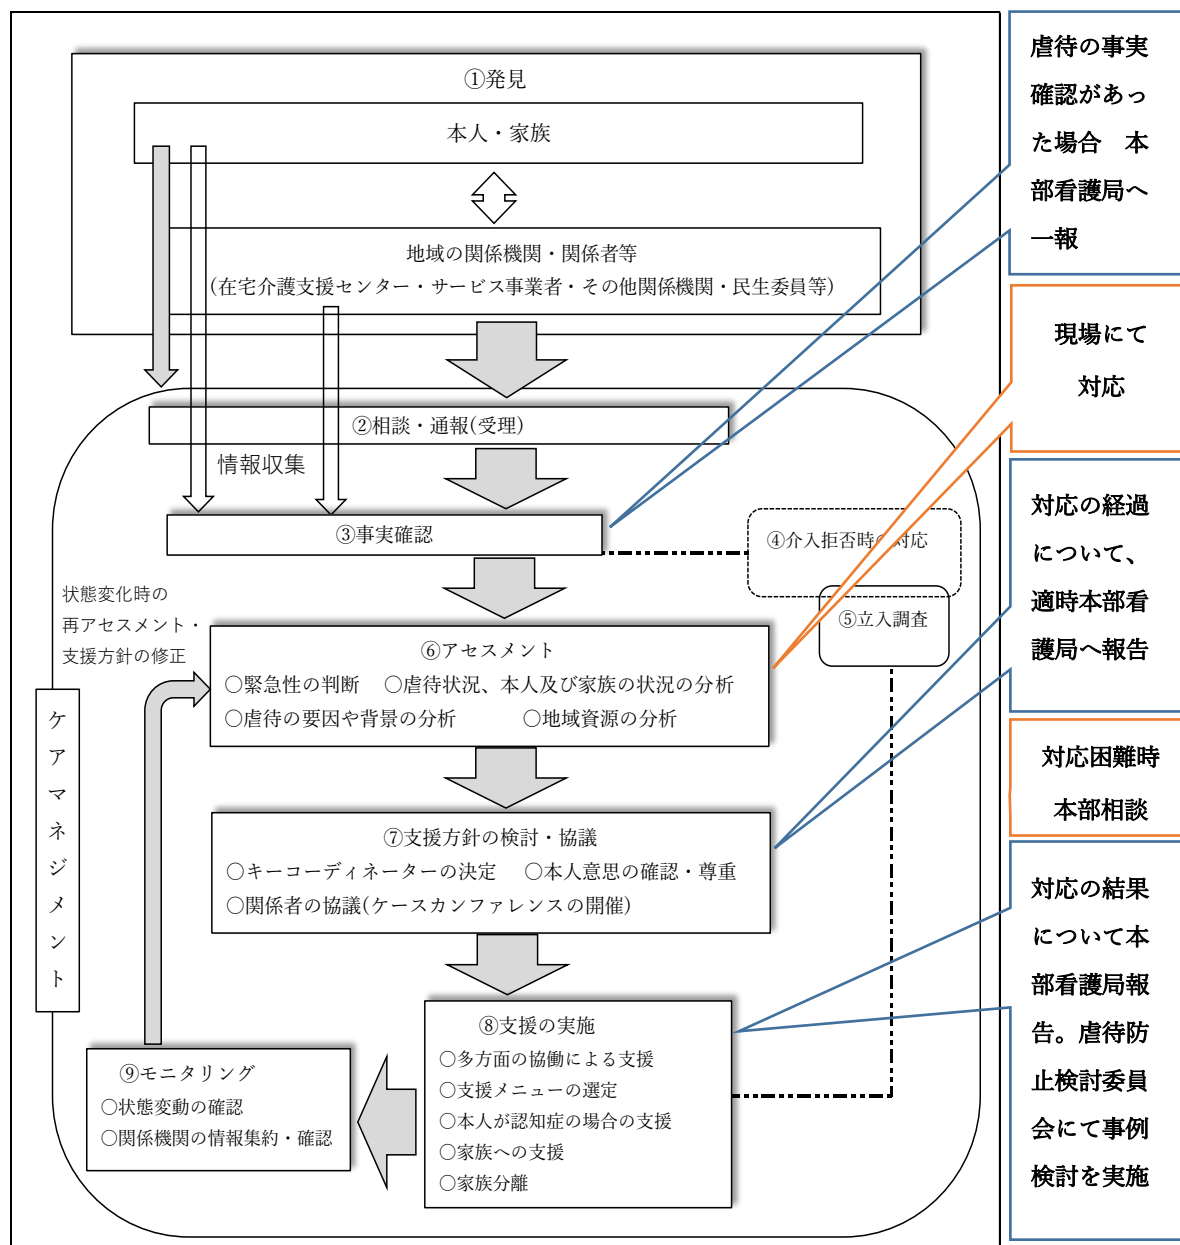 ①発見
本人・家族
地域の関係機関・関係者等
(在宅介護支援センター・サービス事業者・その他関係機関・民生委員等)
②相談・通報(受理)
情報収集
③事実確認
④介入拒否時の対応
⑤立入調査
状態変化時の
再アセスメント・
支援方針の修正
⑥アセスメント
○緊急性の判断 ○虐待状況、本人及び家族の状況の分析
○虐待の要因や背景の分析 ○地域資源の分析
ケアマネジメント
⑦支援方針の検討・協議
○キーコーディネーターの決定 ○本人意思の確認・尊重
○関係者の協議(ケースカンファレンスの開催)
⑧支援の実施
○多方面の協働による支援
○支援メニューの選定
○本人が認知症の場合の支援
○家族への支援
○家族分離
⑨モニタリング
○状態変動の確認
○関係機関の情報集約・確認
虐待の事実
確認があっ
た場合 本
部看護局へ
一報
現場にて
対応
対応の経過
について、
適時本部看
護局へ報告
対応困難時
本部相談
対応の結果
について本
部看護局報
告。虐待防
止検討委員
会にて事例
検討を実施